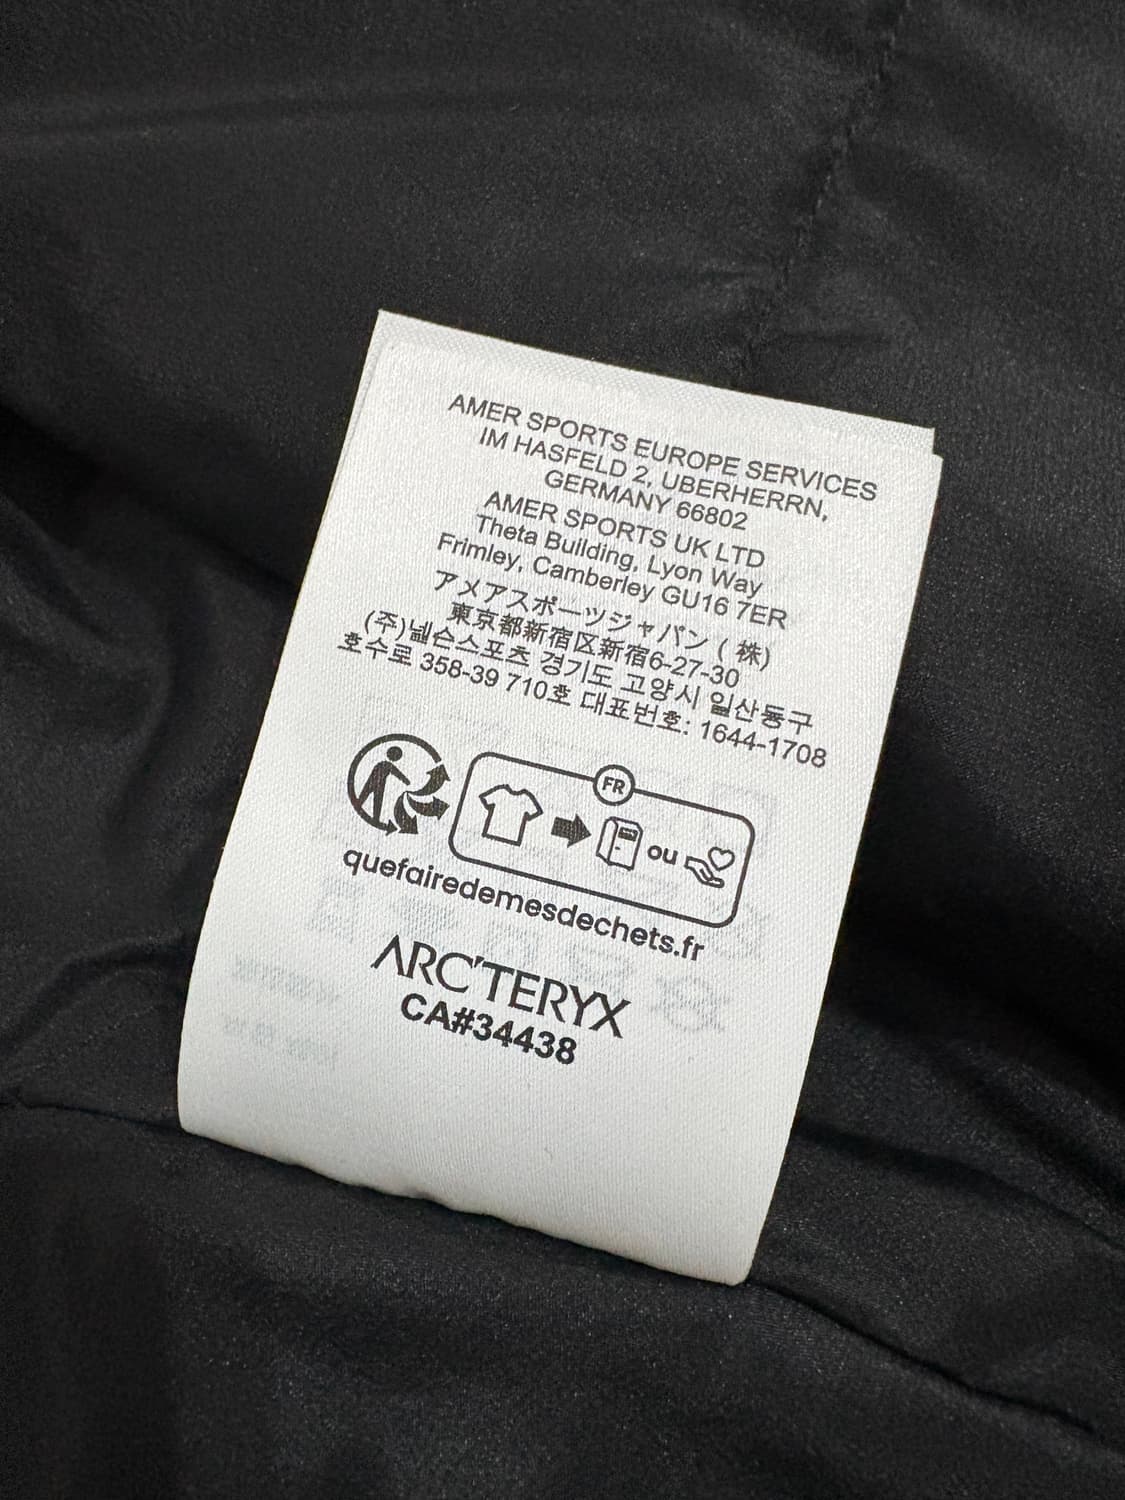 AMER SPORTS EUROPE SERVICES
IM HASFELD 2, UBERHERRN,
GERMANY 66802
AMER SPORTS UK LTD
Theta Building, Lyon Way
Frimley, Camberley GU16 7ER
アメアスポーツジャパン ( 株)
東京都新宿区新宿6-27-30
(주)넬슨스포츠 경기도 고양시 일산동구
호수로 358-39 710호 대표번호: 1644-1708
FR
ou
quefairedemesdechets.fr
ARC'TERYX
CA#34438